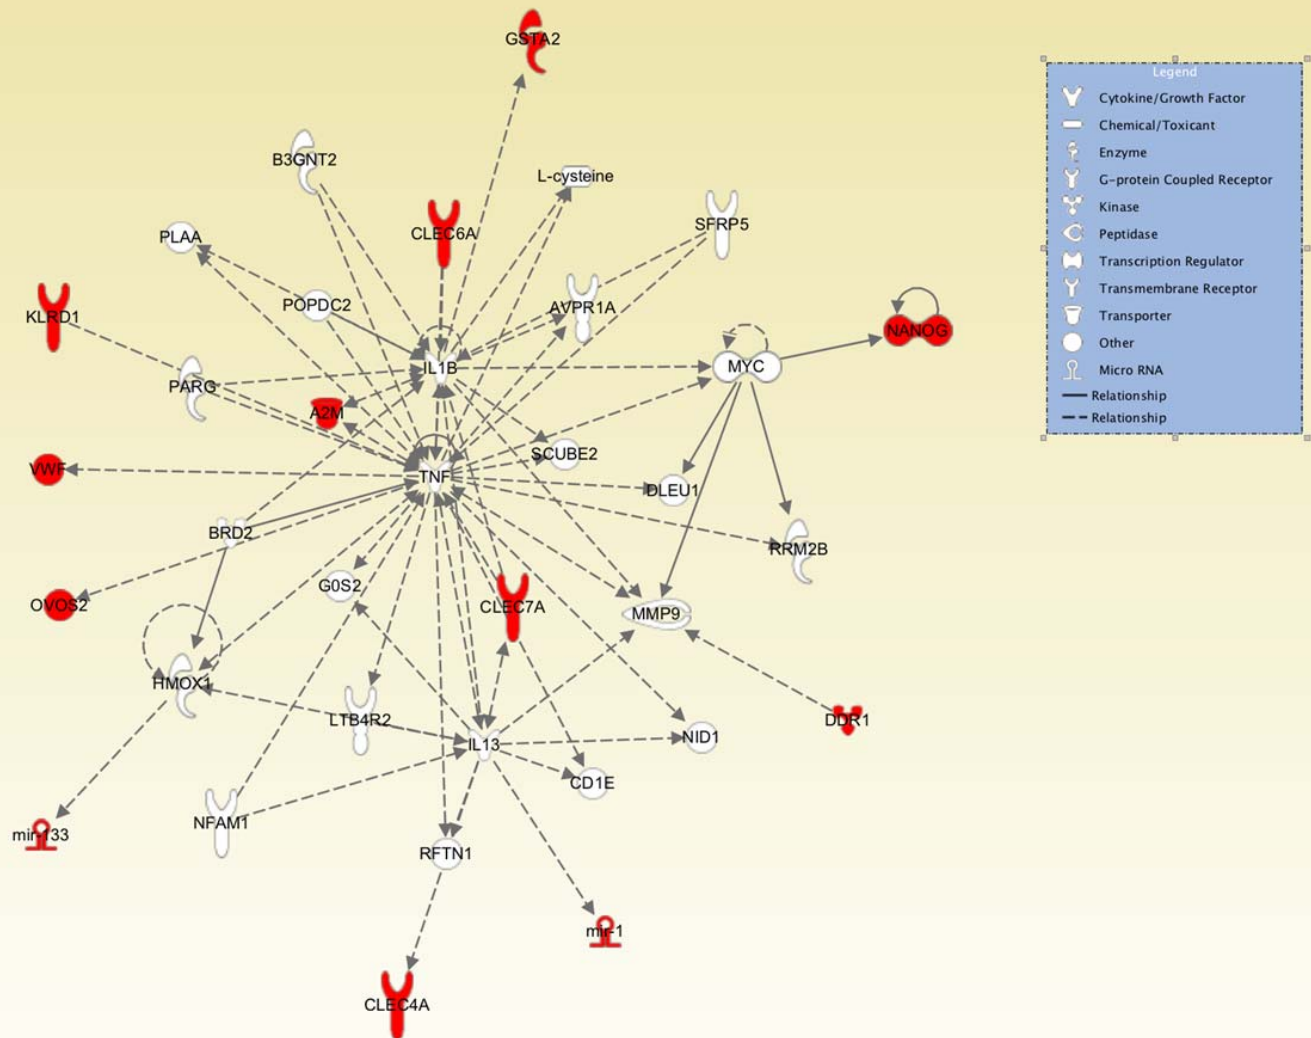 GSTA2
B3GNT2
L-cysteine
CLEC6A
SFRP5
PLAA
POPDC2
AVPR1A
KLRD1
NANOG
IL1B
MYC
PARG
A2M
SCUBE2
VWF
TNF
DLEU1
BRD2
RRM2B
G0S2
OVOS2
CLEC7A
MMP9
HMOX1
LTB4R2
DDR1
IL13
NID1
CD1E
NFAM1
mir-133
RFTN1
mir-1
CLEC4A
Legend
Cytokine/Growth Factor
Chemical/Toxicant
Enzyme
G-protein Coupled Receptor
Kinase
Peptidase
Transcription Regulator
Transmembrane Receptor
Transporter
Other
Micro RNA
Relationship
Relationship